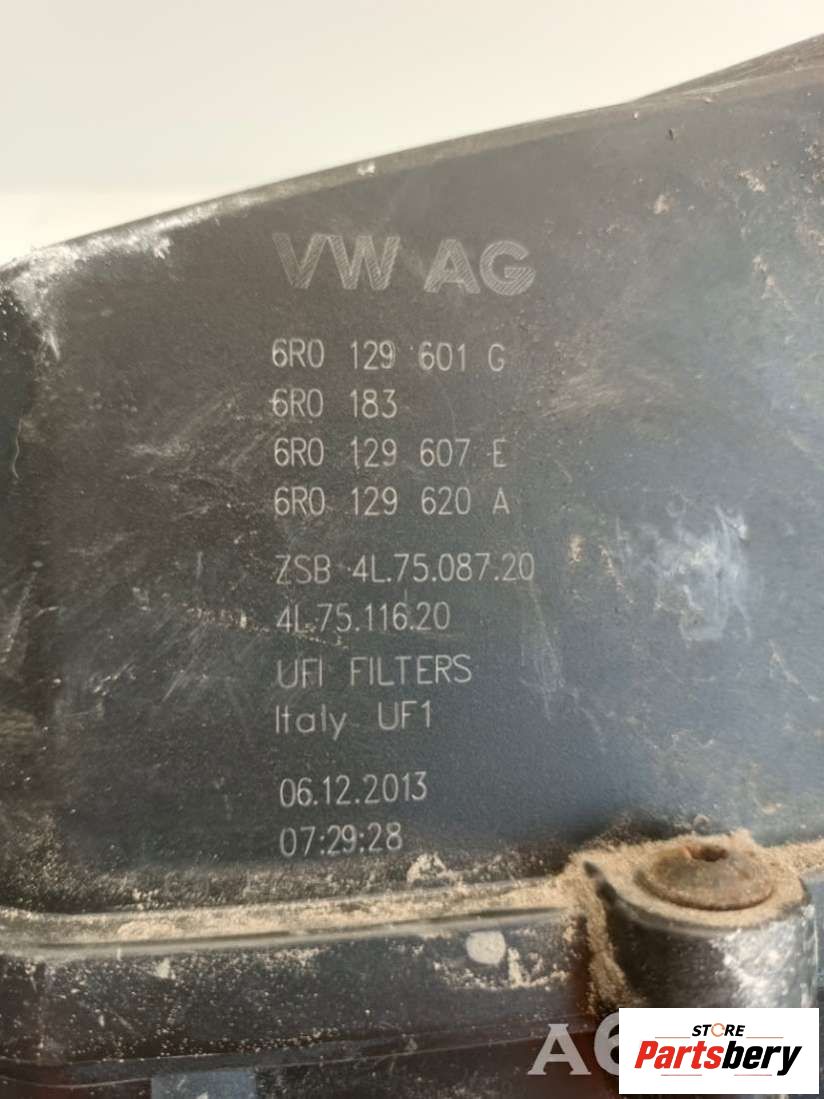 VW AG
6R0 129 601 G
6R0 183
6R0 129 607 E
6R0 129 620 A
ZSB 4L.75.087.20
4L.75.116.20
UFI FILTERS
Italy UF1
06.12.2013
07:29:28
A6
STORE
Partsbery